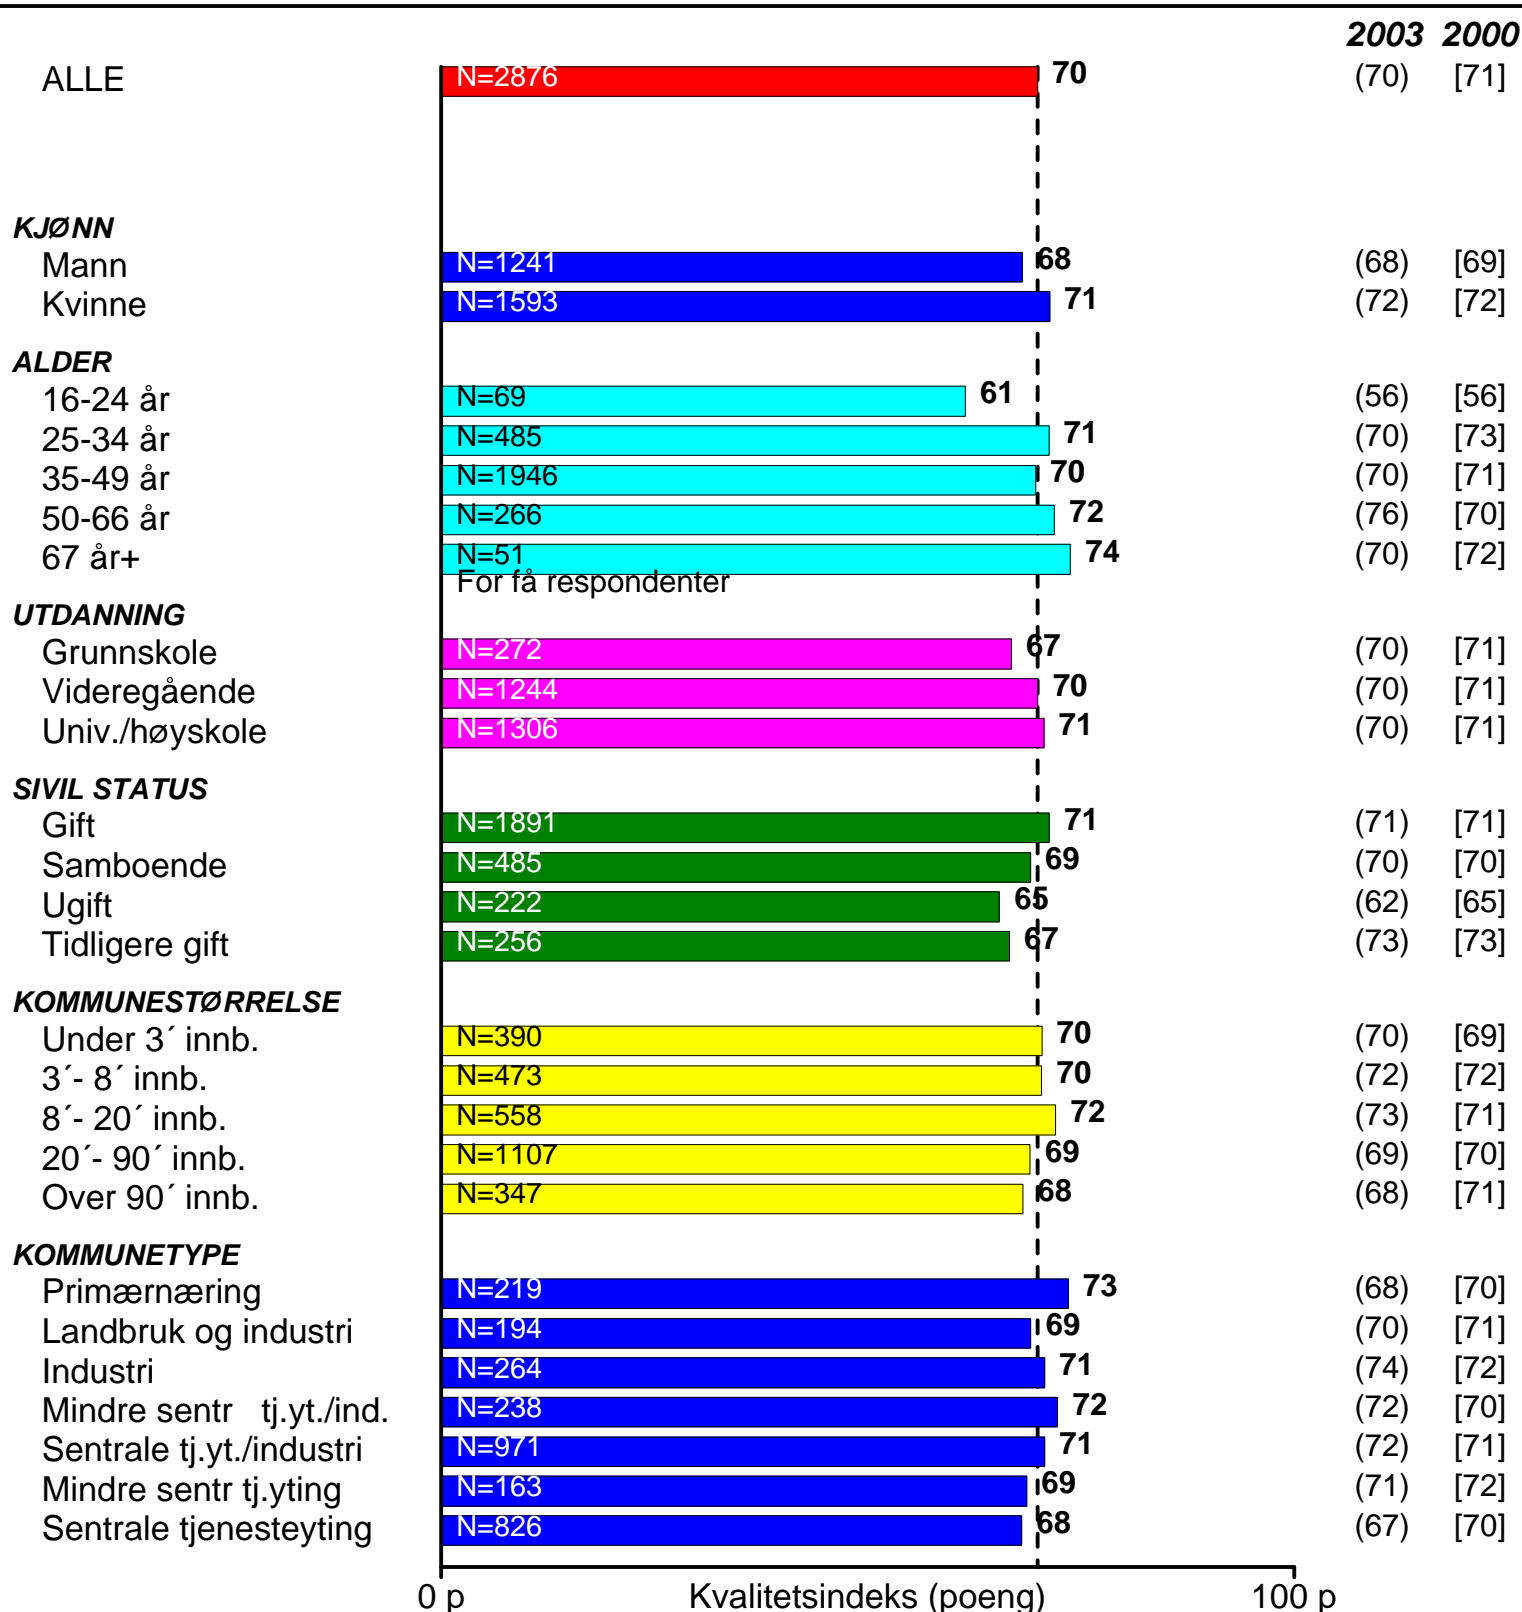 2003 2000
ALLE N=2876 70 (70) [71]
KJØNN
Mann N=1241 68 (68) [69]
Kvinne N=1593 71 (72) [72]
ALDER
16-24 år N=69 61 (56) [56]
25-34 år N=485 71 (70) [73]
35-49 år N=1946 70 (70) [71]
50-66 år N=266 72 (76) [70]
67 år+ N=51 74 (70) [72]
For få respondenter
UTDANNING
Grunnskole N=272 67 (70) [71]
Videregående N=1244 70 (70) [71]
Univ./høyskole N=1306 71 (70) [71]
SIVIL STATUS
Gift N=1891 71 (71) [71]
Samboende N=485 69 (70) [70]
Ugift N=222 65 (62) [65]
Tidligere gift N=256 67 (73) [73]
KOMMUNESTØRRELSE
Under 3´ innb. N=390 70 (70) [69]
3´- 8´ innb. N=473 70 (72) [72]
8´- 20´ innb. N=558 72 (73) [71]
20´- 90´ innb. N=1107 69 (69) [70]
Over 90´ innb. N=347 68 (68) [71]
KOMMUNETYPE
Primærnæring N=219 73 (68) [70]
Landbruk og industri N=194 69 (70) [71]
Industri N=264 71 (74) [72]
Mindre sentr tj.yt./ind. N=238 72 (72) [70]
Sentrale tj.yt./industri N=971 71 (72) [71]
Mindre sentr tj.yting N=163 69 (71) [72]
Sentrale tjenesteyting N=826 68 (67) [70]
0 p Kvalitetsindeks (poeng) 100 p